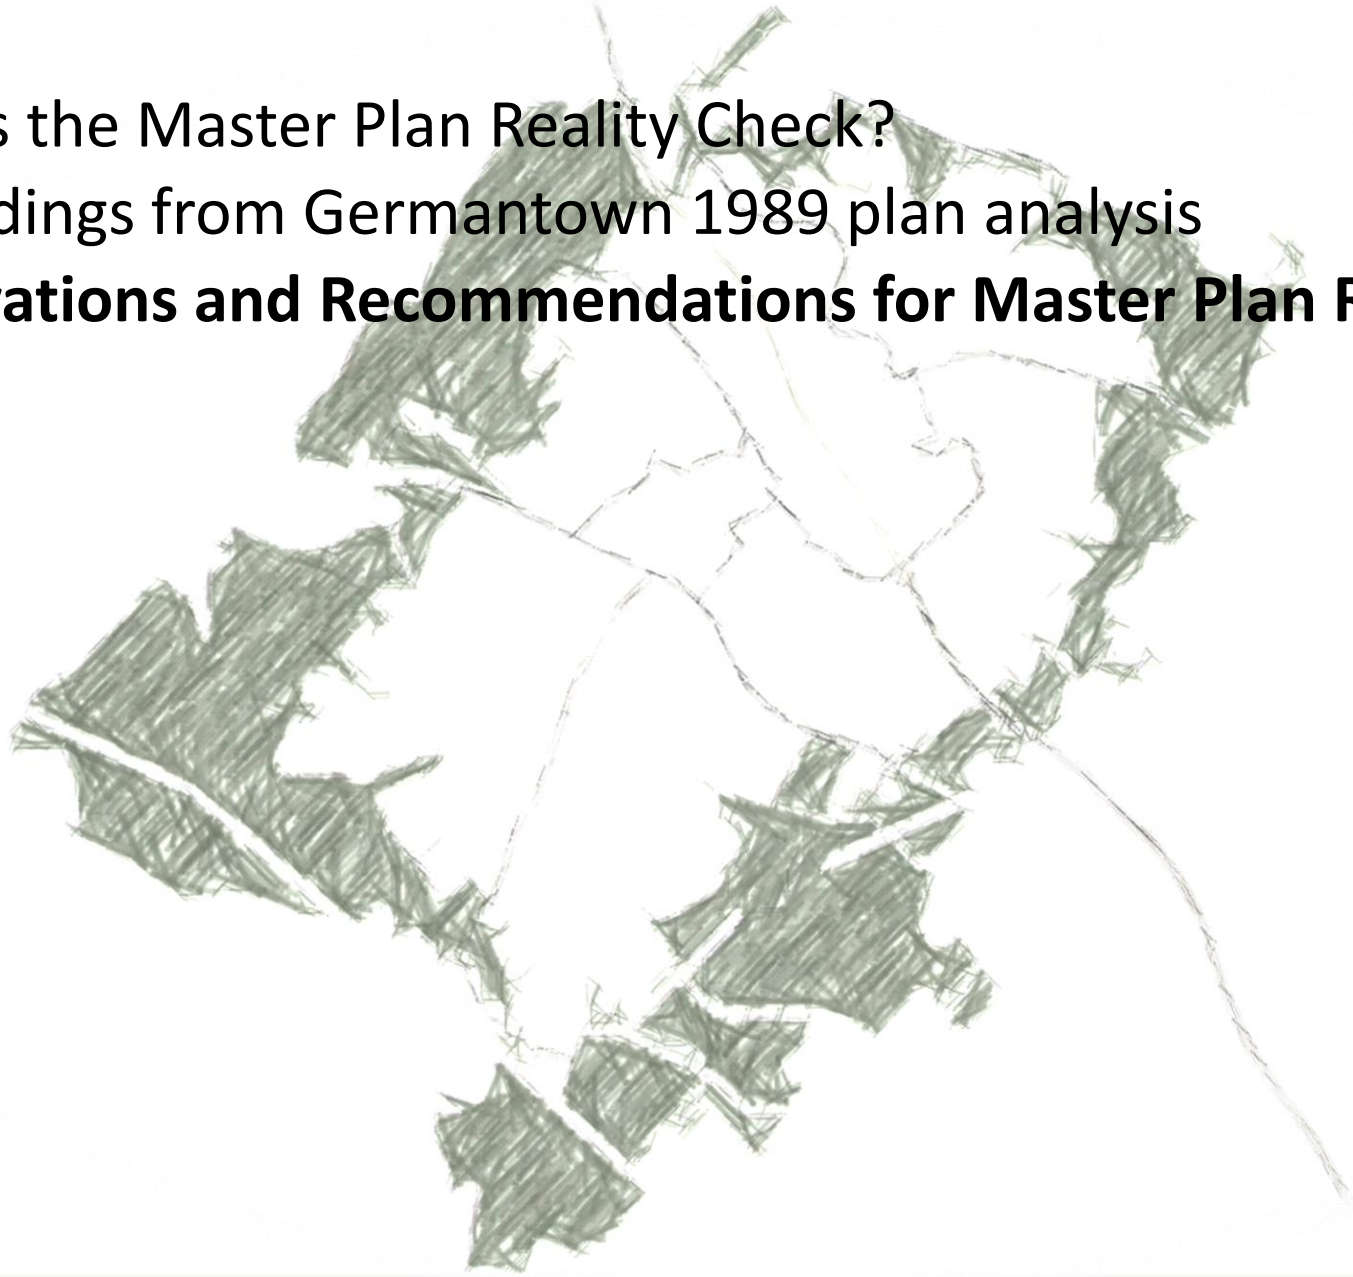 s the Master Plan Reality Check?
dings from Germantown 1989 plan analysis
rations and Recommendations for Master Plan R